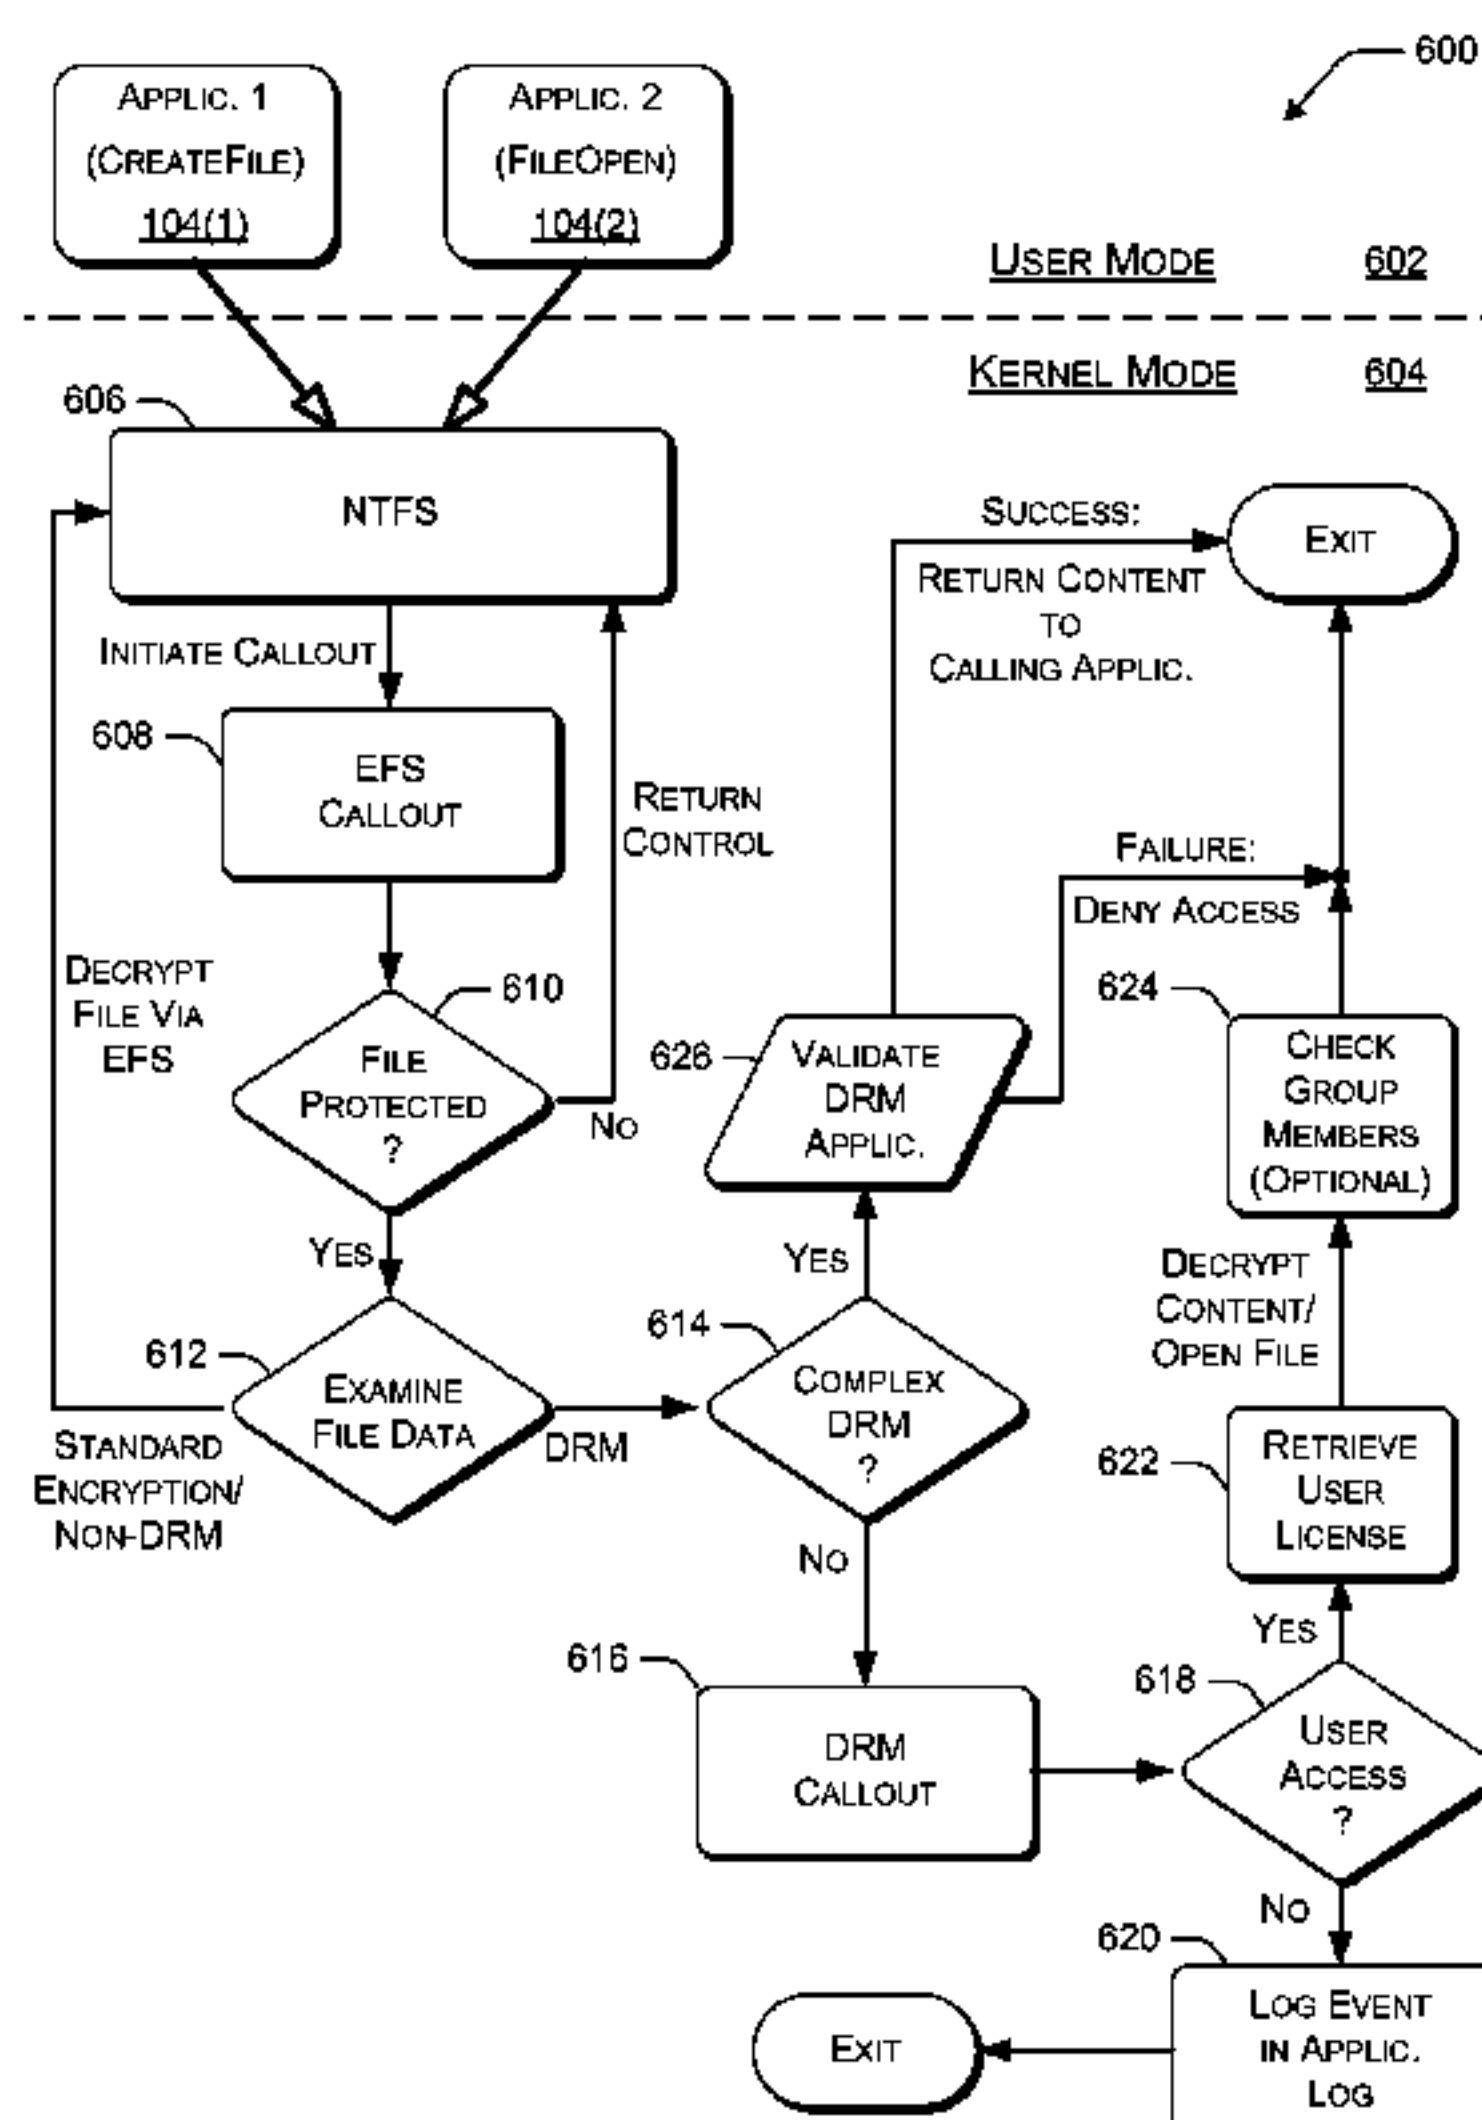 600
APPLIC. 1
(CREATEFILE)
104(1)
APPLIC. 2
(FILEOPEN)
104(2)
USER MODE 602
KERNEL MODE 604
606
NTFS
INITIATE CALLOUT
608
EFS
CALLOUT
RETURN
CONTROL
DECRYPT
FILE VIA
EFS
610
FILE
PROTECTED
?
NO
YES
612
EXAMINE
FILE DATA
STANDARD
ENCRYPTION/
NON-DRM
DRM
614
COMPLEX
DRM
?
YES
626
VALIDATE
DRM
APPLIC.
SUCCESS:
RETURN CONTENT
TO
CALLING APPLIC.
EXIT
FAILURE:
DENY ACCESS
624
CHECK
GROUP
MEMBERS
(OPTIONAL)
DECRYPT
CONTENT/
OPEN FILE
622
RETRIEVE
USER
LICENSE
YES
NO
616
DRM
CALLOUT
618
USER
ACCESS
?
NO
620
LOG EVENT
IN APPLIC.
LOG
EXIT